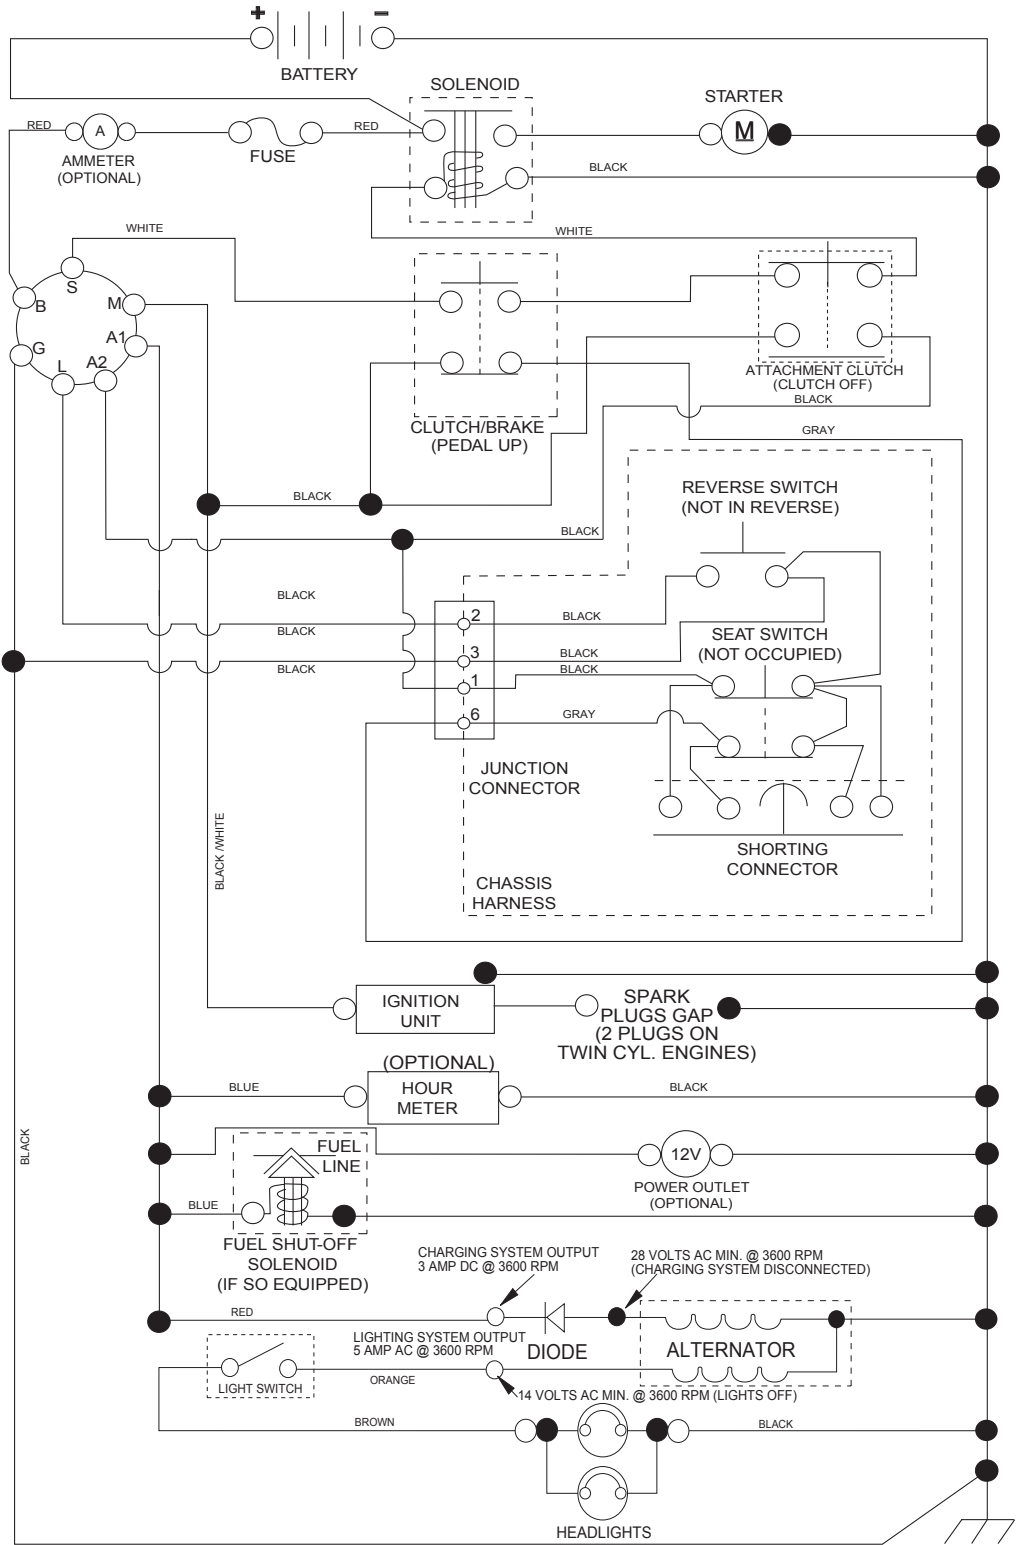 + −
BATTERY
SOLENOID
STARTER
RED
A
RED
M
AMMETER
(OPTIONAL)
FUSE
BLACK
WHITE
WHITE
S
B
M
A1
G
L
A2
ATTACHMENT CLUTCH
(CLUTCH OFF)
BLACK
CLUTCH/BRAKE
(PEDAL UP)
GRAY
REVERSE SWITCH
(NOT IN REVERSE)
BLACK
BLACK
BLACK
BLACK
2
BLACK
BLACK
SEAT SWITCH
(NOT OCCUPIED)
3
BLACK
BLACK
BLACK
1
6
GRAY
JUNCTION
CONNECTOR
BLACK /WHITE
SHORTING
CONNECTOR
CHASSIS
HARNESS
IGNITION
UNIT
SPARK
PLUGS GAP
(2 PLUGS ON
TWIN CYL. ENGINES)
(OPTIONAL)
HOUR
METER
BLUE
BLACK
BLACK
FUEL
LINE
12V
POWER OUTLET
(OPTIONAL)
BLUE
FUEL SHUT-OFF
SOLENOID
(IF SO EQUIPPED)
CHARGING SYSTEM OUTPUT
3 AMP DC @ 3600 RPM
28 VOLTS AC MIN. @ 3600 RPM
(CHARGING SYSTEM DISCONNECTED)
RED
DIODE
ALTERNATOR
LIGHTING SYSTEM OUTPUT
5 AMP AC @ 3600 RPM
LIGHT SWITCH
ORANGE
14 VOLTS AC MIN. @ 3600 RPM (LIGHTS OFF)
BROWN
BLACK
HEADLIGHTS